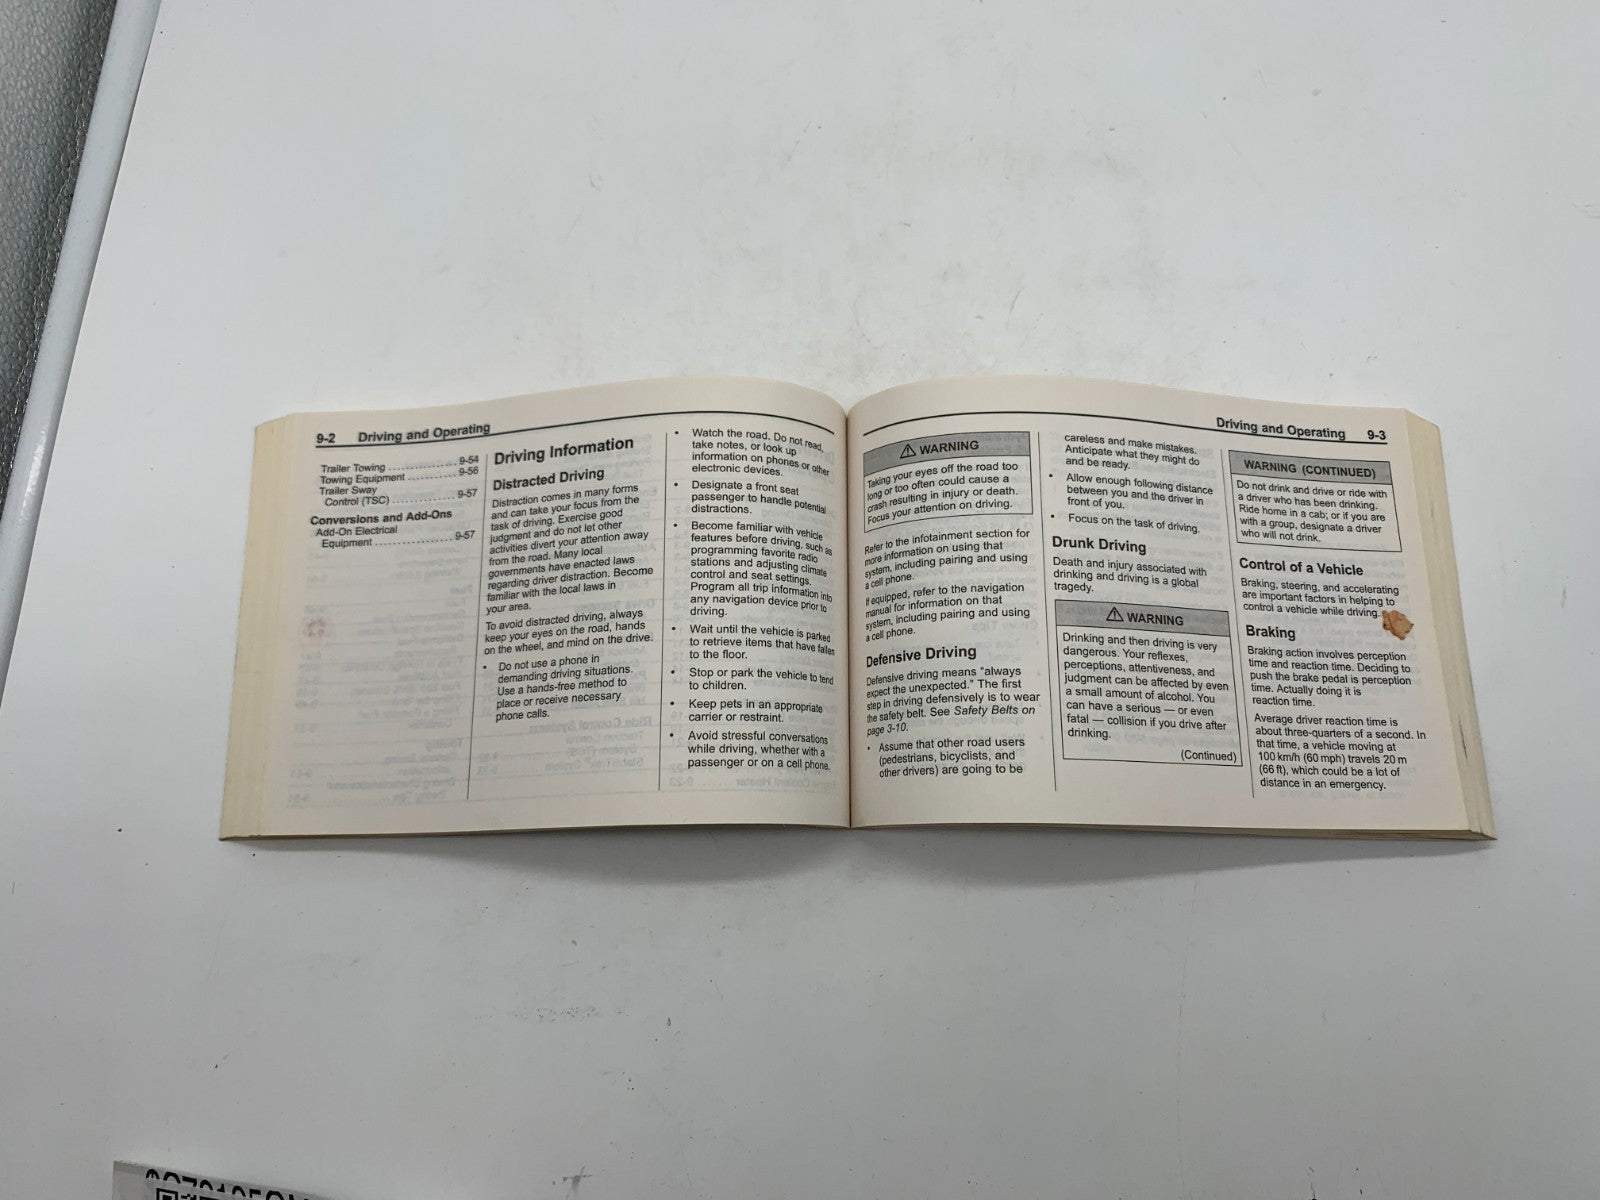 9-2 Driving and Operating
Trailer Towing ................ 9-54
Towing Equipment ............ 9-56
Trailer Sway
Control (TSC) ............... 9-57
Conversions and Add-Ons
Add-On Electrical
Equipment ................... 9-57
Driving Information
Distracted Driving
Distraction comes in many forms
and can take your focus from the
task of driving. Exercise good
judgment and do not let other
activities divert your attention away
from the road. Many local
governments have enacted laws
regarding driver distraction. Become
familiar with the local laws in
your area.
To avoid distracted driving, always
keep your eyes on the road, hands
on the wheel, and mind on the drive.
• Do not use a phone in
demanding driving situations.
Use a hands-free method to
place or receive necessary
phone calls.
• Watch the road. Do not read,
take notes, or look up
information on phones or other
electronic devices.
• Designate a front seat
passenger to handle potential
distractions.
• Become familiar with vehicle
features before driving, such as
programming favorite radio
stations and adjusting climate
control and seat settings.
Program all trip information into
any navigation device prior to
driving.
• Wait until the vehicle is parked
to retrieve items that have fallen
to the floor.
• Stop or park the vehicle to tend
to children.
• Keep pets in an appropriate
carrier or restraint.
• Avoid stressful conversations
while driving, whether with a
passenger or on a cell phone.
Driving and Operating 9-3
⚠ WARNING
Taking your eyes off the road too
long or too often could cause a
crash resulting in injury or death.
Focus your attention on driving.
Refer to the infotainment section for
more information on using that
system, including pairing and using
a cell phone.
If equipped, refer to the navigation
manual for information on that
system, including pairing and using
a cell phone.
Defensive Driving
Defensive driving means "always
expect the unexpected." The first
step in driving defensively is to wear
the safety belt. See Safety Belts on
page 3-10.
• Assume that other road users
(pedestrians, bicyclists, and
other drivers) are going to be
careless and make mistakes.
Anticipate what they might do
and be ready.
• Allow enough following distance
between you and the driver in
front of you.
• Focus on the task of driving.
Drunk Driving
Death and injury associated with
drinking and driving is a global
tragedy.
⚠ WARNING
Drinking and then driving is very
dangerous. Your reflexes,
perceptions, attentiveness, and
judgment can be affected by even
a small amount of alcohol. You
can have a serious — or even
fatal — collision if you drive after
drinking.
(Continued)
WARNING (CONTINUED)
Do not drink and drive or ride with
a driver who has been drinking.
Ride home in a cab; or if you are
with a group, designate a driver
who will not drink.
Control of a Vehicle
Braking, steering, and accelerating
are important factors in helping to
control a vehicle while driving.
Braking
Braking action involves perception
time and reaction time. Deciding to
push the brake pedal is perception
time. Actually doing it is
reaction time.
Average driver reaction time is
about three-quarters of a second. In
that time, a vehicle moving at
100 km/h (60 mph) travels 20 m
(66 ft), which could be a lot of
distance in an emergency.